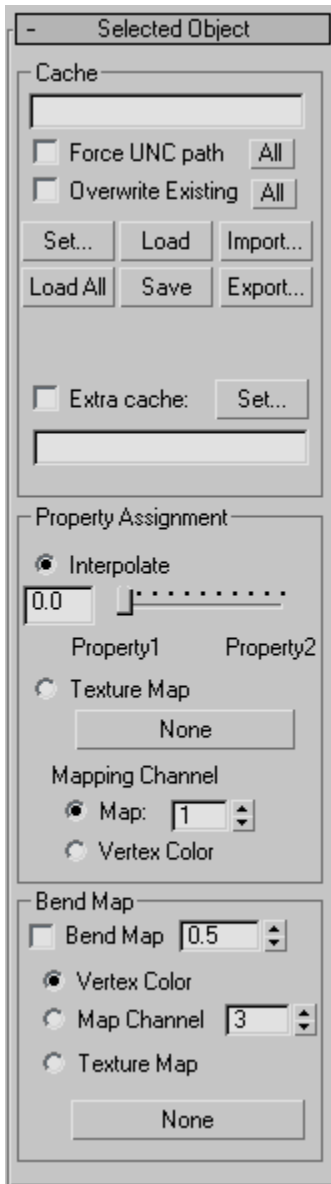 - Selected Object
Cache
Force UNC path All
Overwrite Existing All
Set... Load Import...
Load All Save Export...
Extra cache: Set...
Property Assignment
Interpolate
0.0
Property1 Property2
Texture Map
None
Mapping Channel
Map: 1
Vertex Color
Bend Map
Bend Map 0.5
Vertex Color
Map Channel 3
Texture Map
None